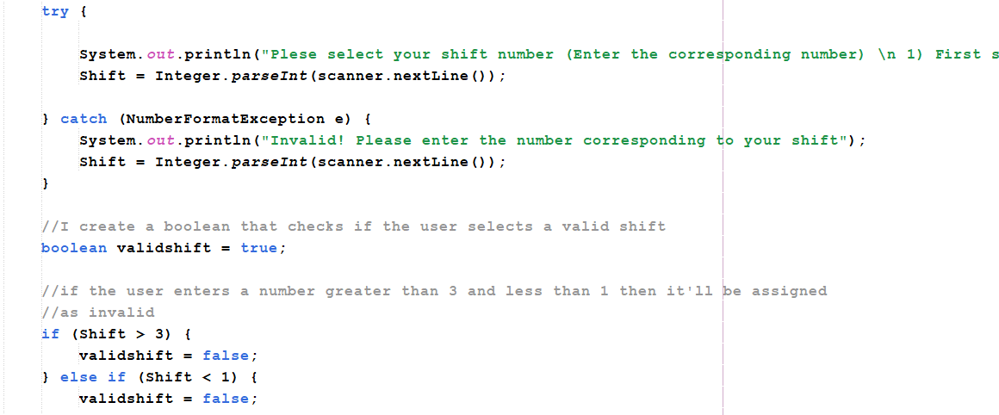 try {
System.out.println("Plese select your shift number (Enter the corresponding number) \n 1) First s
Shift = Integer.parseInt(scanner.nextLine());
} catch (NumberFormatException e) {
System.out.println("Invalid! Please enter the number corresponding to your shift");
Shift = Integer.parseInt(scanner.nextLine());
}
//I create a boolean that checks if the user selects a valid shift
boolean validshift = true;
//if the user enters a number greater than 3 and less than 1 then it'll be assigned
//as invalid
if (Shift > 3) {
validshift = false;
} else if (Shift < 1) {
validshift = false;